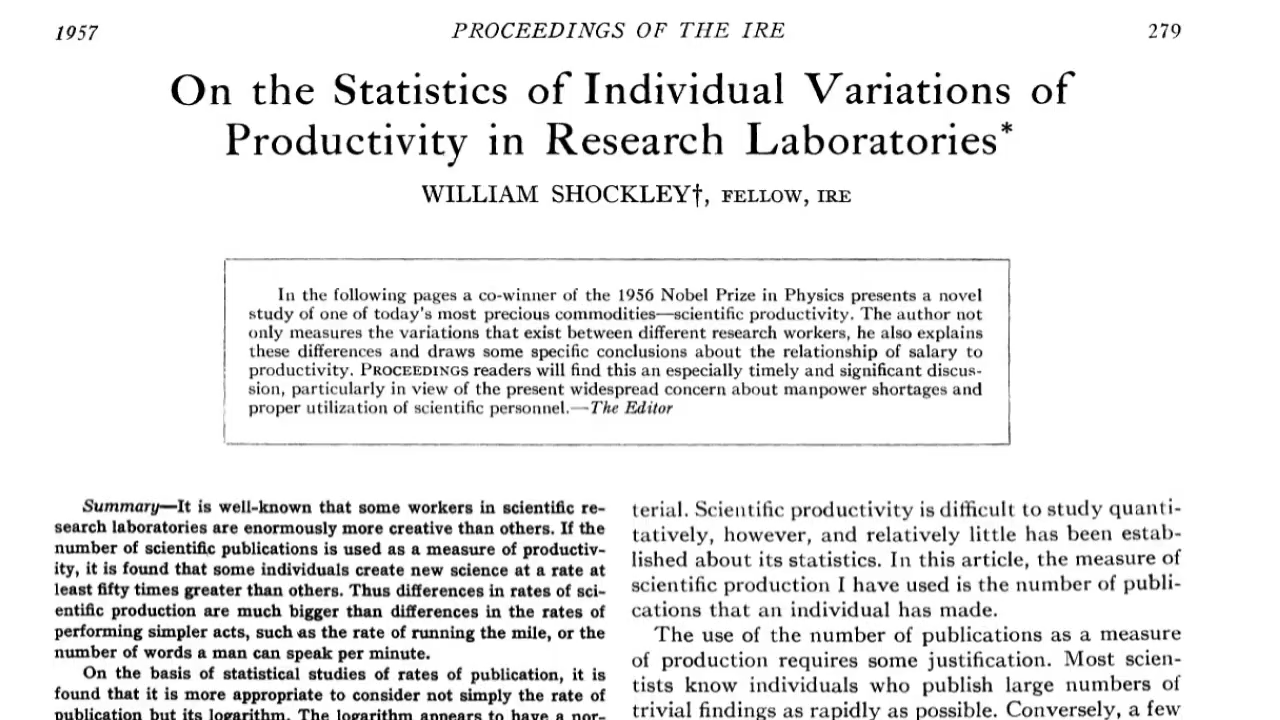 1957 PROCEEDINGS OF THE IRE 279
On the Statistics of Individual Variations of
Productivity in Research Laboratories*
WILLIAM SHOCKLEY†, FELLOW, IRE
In the following pages a co-winner of the 1956 Nobel Prize in Physics presents a novel
study of one of today's most precious commodities—scientific productivity. The author not
only measures the variations that exist between different research workers, he also explains
these differences and draws some specific conclusions about the relationship of salary to
productivity. PROCEEDINGS readers will find this an especially timely and significant discus-
sion, particularly in view of the present widespread concern about manpower shortages and
proper utilization of scientific personnel.—The Editor
Summary—It is well-known that some workers in scientific re-
search laboratories are enormously more creative than others. If the
number of scientific publications is used as a measure of productiv-
ity, it is found that some individuals create new science at a rate at
least fifty times greater than others. Thus differences in rates of sci-
entific production are much bigger than differences in the rates of
performing simpler acts, such as the rate of running the mile, or the
number of words a man can speak per minute.
On the basis of statistical studies of rates of publication, it is
found that it is more appropriate to consider not simply the rate of
publication but its logarithm. The logarithm appears to have a nor-
terial. Scientific productivity is difficult to study quanti-
tatively, however, and relatively little has been estab-
lished about its statistics. In this article, the measure of
scientific production I have used is the number of publi-
cations that an individual has made.
The use of the number of publications as a measure
of production requires some justification. Most scien-
tists know individuals who publish large numbers of
trivial findings as rapidly as possible. Conversely, a few